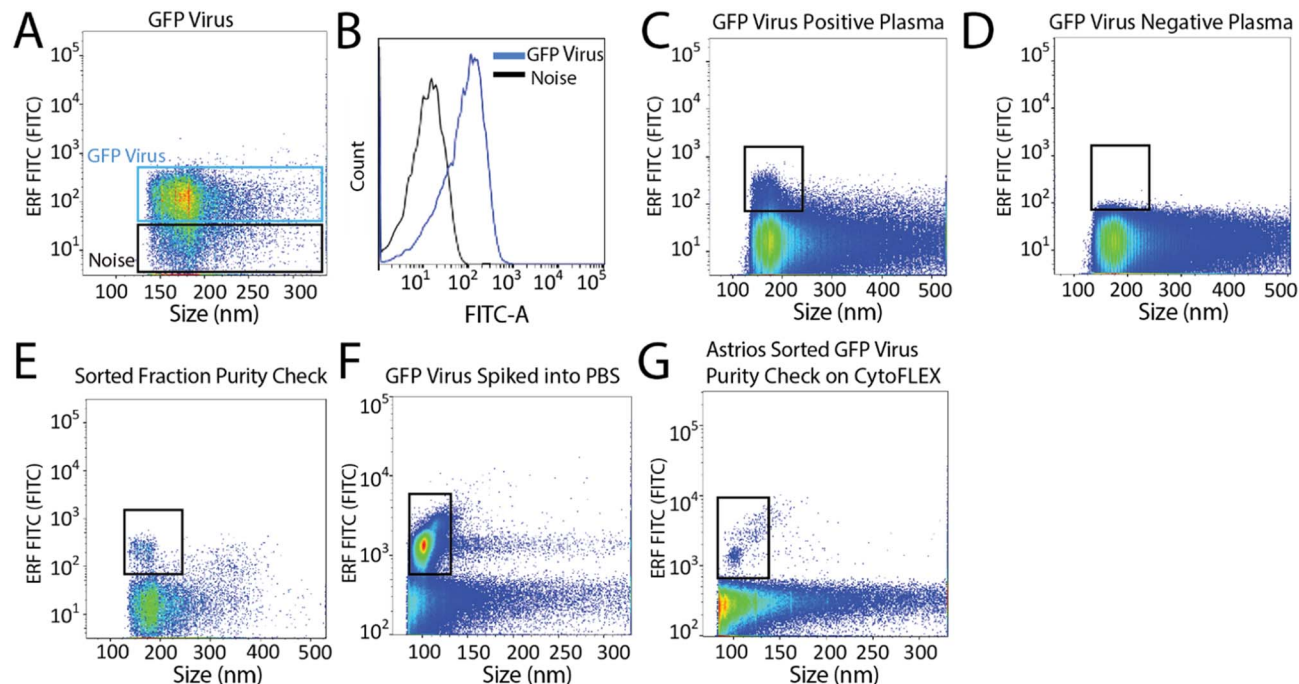 A
GFP Virus
ERF FITC (FITC)
10^5
10^4
10^3
10^2
10^1
GFP Virus
Noise
100 150 200 250 300
Size (nm)
B
GFP Virus
Noise
Count
10^1 10^2 10^3 10^4 10^5
FITC-A
C
GFP Virus Positive Plasma
ERF FITC (FITC)
10^5
10^4
10^3
10^2
10^1
100 200 300 400 500
Size (nm)
D
GFP Virus Negative Plasma
ERF FITC (FITC)
10^5
10^4
10^3
10^2
10^1
100 200 300 400 500
Size (nm)
E
Sorted Fraction Purity Check
ERF FITC (FITC)
10^5
10^4
10^3
10^2
10^1
100 200 300 400 500
Size (nm)
F
GFP Virus Spiked into PBS
ERF FITC (FITC)
10^5
10^4
10^3
10^2
100 150 200 250 300
Size (nm)
G
Astrios Sorted GFP Virus
Purity Check on CytoFLEX
ERF FITC (FITC)
10^5
10^4
10^3
10^2
100 150 200 250 300
Size (nm)